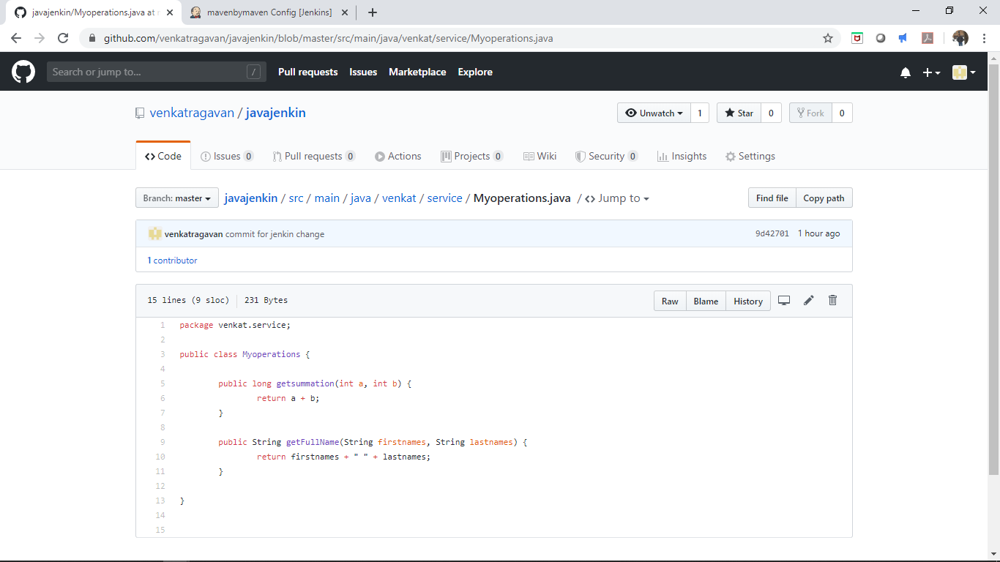 javajenkin/Myoperations.java at
mavenbymaven Config [Jenkins]
github.com/venkatragavan/javajenkin/blob/master/src/main/java/venkat/service/Myoperations.java
Search or jump to... / Pull requests Issues Marketplace Explore
venkatragavan / javajenkin
Unwatch 1 Star 0 Fork 0
Code Issues 0 Pull requests 0 Actions Projects 0 Wiki Security 0 Insights Settings
Branch: master javajenkin / src / main / java / venkat / service / Myoperations.java / <> Jump to Find file Copy path
venkatragavan commit for jenkin change 9d42701 1 hour ago
1 contributor
15 lines (9 sloc) 231 Bytes Raw Blame History
1 package venkat.service;
2
3 public class Myoperations {
4
5 public long getsummation(int a, int b) {
6 return a + b;
7 }
8
9 public String getFullName(String firstnames, String lastnames) {
10 return firstnames + " " + lastnames;
11 }
12
13 }
14
15